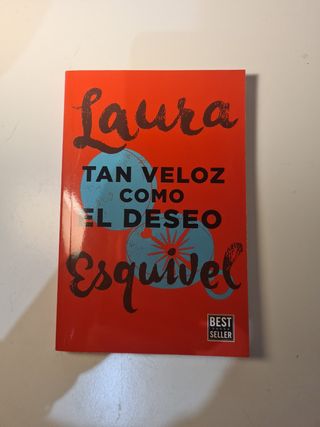 Laura
TAN VELOZ
COMO
EL DESEO
Esquivel
BEST
SELLER